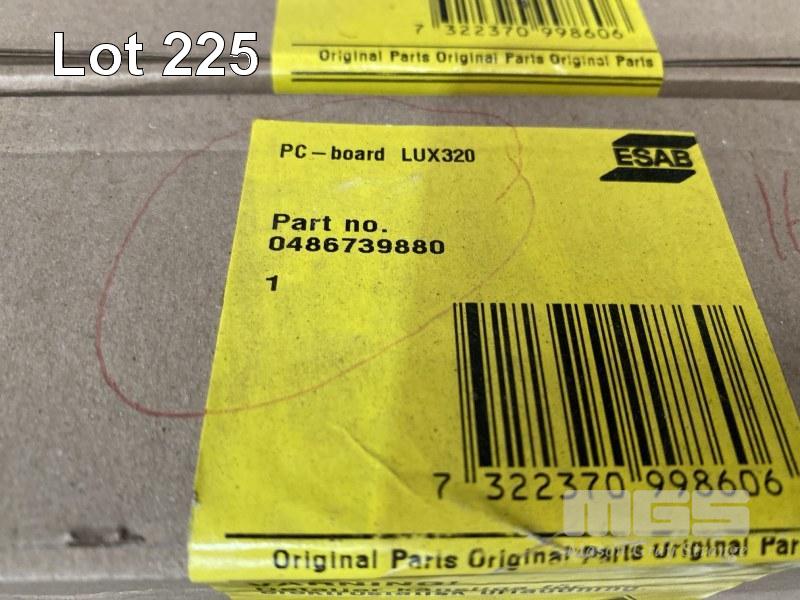 Lot 225
7 322370 998606
Original Parts Original Parts Original Parts
PC-board LUX320
ESAB
Part no.
0486739880
1
7 322370 998606
MGS
Original Parts Original Parts Original Par
WARNING!